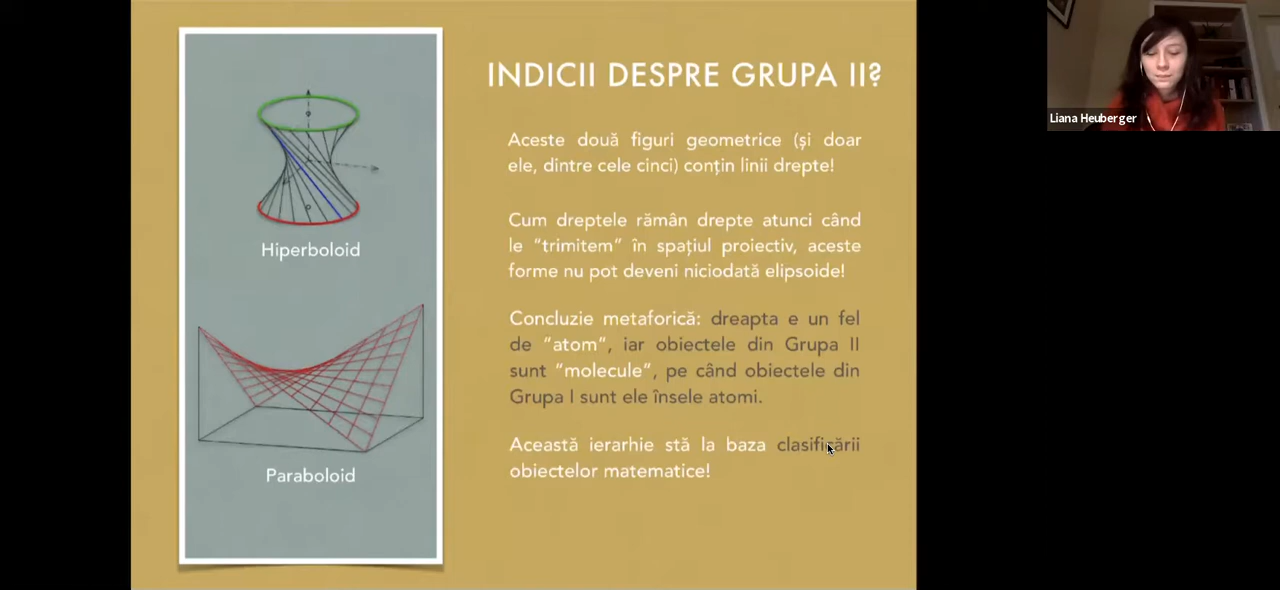 INDICII DESPRE GRUPA II?
Aceste două figuri geometrice (și doar
ele, dintre cele cinci) conțin linii drepte!
Cum dreptele rămân drepte atunci când
le “trimitem” în spațiul proiectiv, aceste
forme nu pot deveni niciodată elipsoide!
Concluzie metaforică: dreapta e un fel
de “atom”, iar obiectele din Grupa II
sunt “molecule”, pe când obiectele din
Grupa I sunt ele însele atomi.
Această ierarhie stă la baza clasificării
obiectelor matematice!
Hiperboloid
Paraboloid
Liana Heuberger